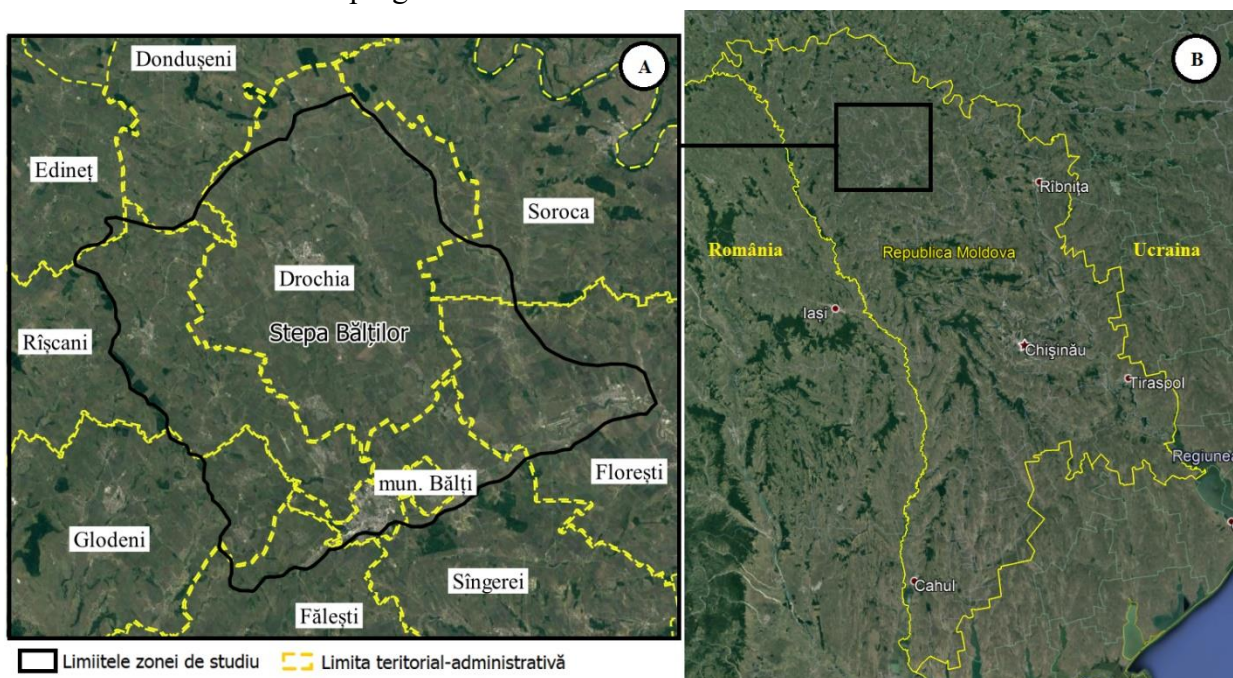 A
Dondușeni
Edineț
Soroca
Drochia
Stepa Bălților
Rîșcani
mun. Bălți
Florești
Glodeni
Sîngerei
Fălești
Limiitele zonei de studiu
Limita teritorial-administrativă
B
Rîbnița
România
Republica Moldova
Ucraina
Iași
Chișinău
Tiraspol
Regiunea
Cahul